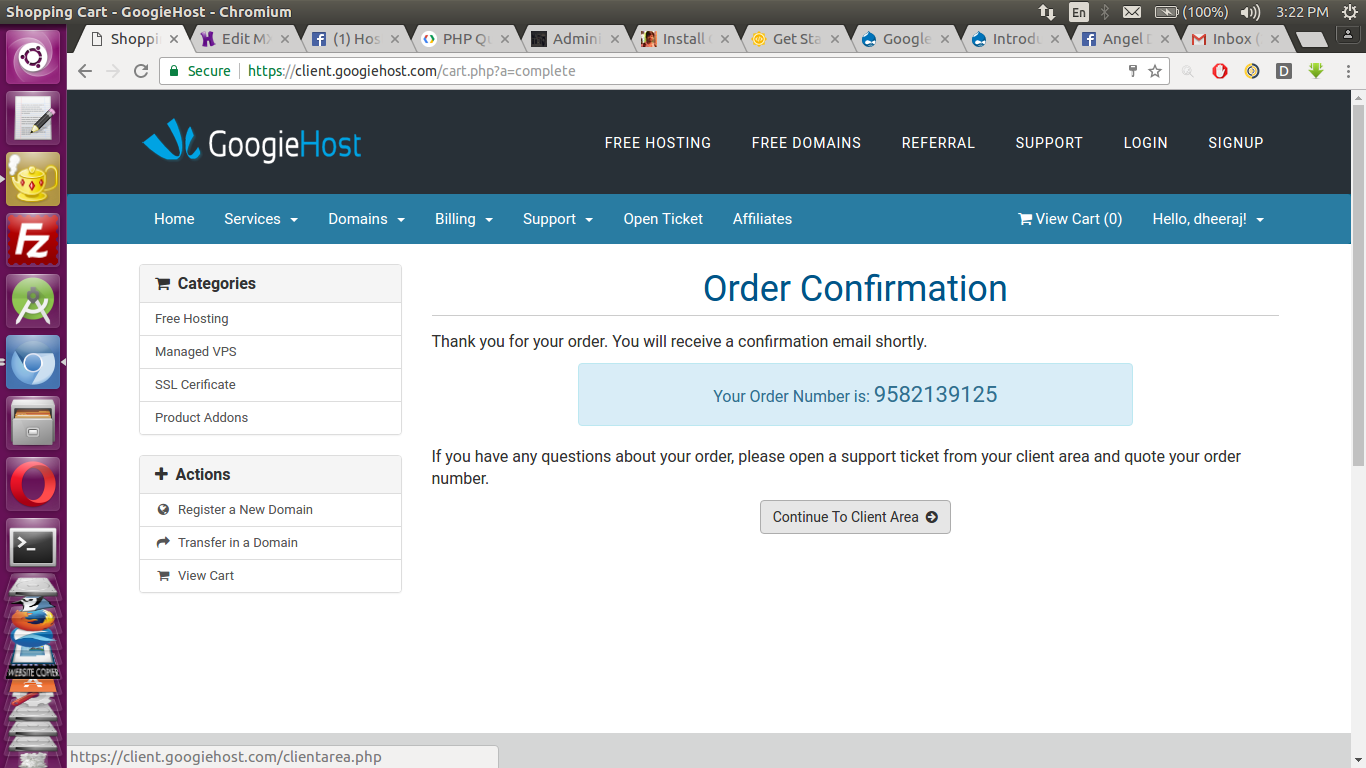 Shopping Cart - GoogieHost - Chromium
En
(100%)
3:22 PM
Shoppi
Edit MX
(1) Hos
PHP Qu
Admini
Install
Get Sta
Google
Introdu
Angel D
Inbox (
Secure
https://client.googiehost.com/cart.php?a=complete
GoogieHost
FREE HOSTING
FREE DOMAINS
REFERRAL
SUPPORT
LOGIN
SIGNUP
Home
Services
Domains
Billing
Support
Open Ticket
Affiliates
View Cart (0)
Hello, dheeraj!
Categories
Free Hosting
Managed VPS
SSL Cerificate
Product Addons
Actions
Register a New Domain
Transfer in a Domain
View Cart
Order Confirmation
Thank you for your order. You will receive a confirmation email shortly.
Your Order Number is: 9582139125
If you have any questions about your order, please open a support ticket from your client area and quote your order
number.
Continue To Client Area
WEBSITE COPIER
https://client.googiehost.com/clientarea.php